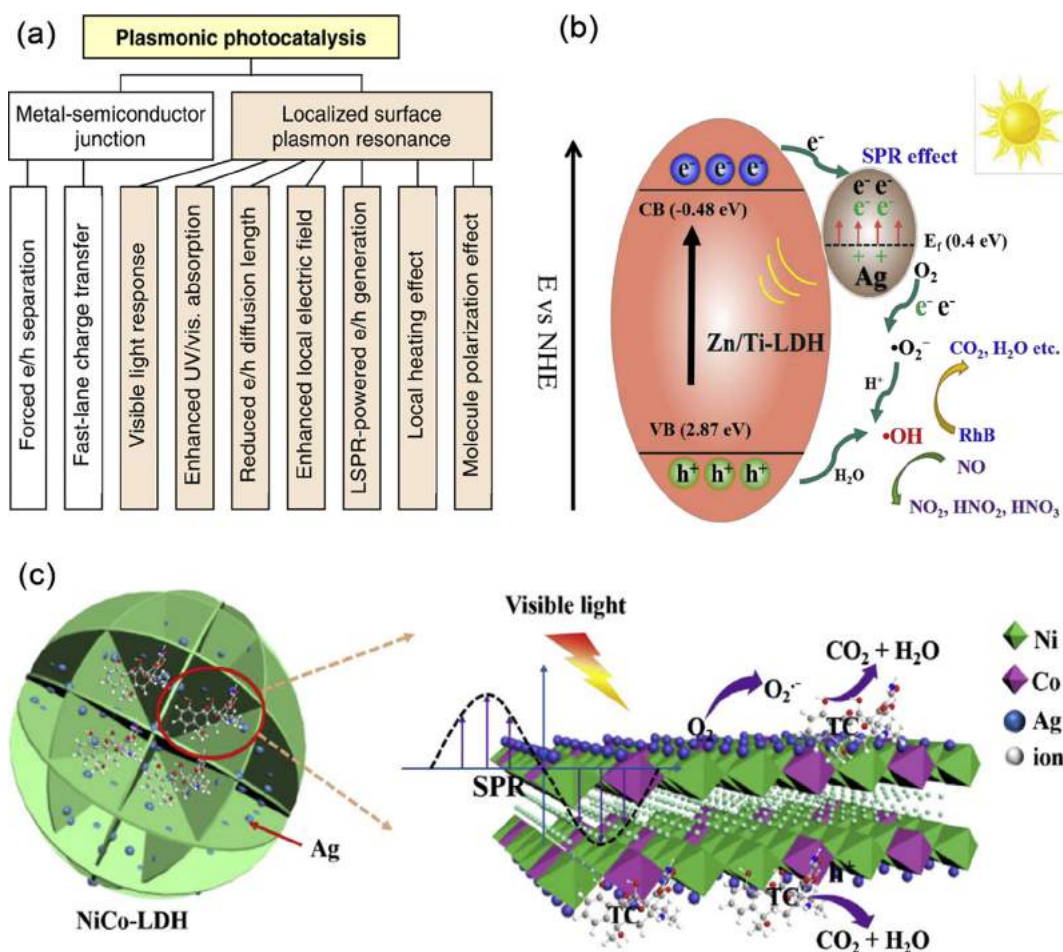 (a)
Plasmonic photocatalysis
Metal-semiconductor
junction
Localized surface
plasmon resonance
Forced e/h separation
Fast-lane charge transfer
Visible light response
Enhanced UV/vis. absorption
Reduced e/h diffusion length
Enhanced local electric field
LSPR-powered e/h generation
Local heating effect
Molecule polarization effect
(b)
E vs NHE
e⁻
SPR effect
e⁻ e⁻ e⁻
CB (-0.48 eV)
e⁻ e⁻
e⁻ e⁻
E_f (0.4 eV)
+ +
Ag
Zn/Ti-LDH
O₂
e⁻ e⁻
•O₂⁻
CO₂, H₂O etc.
H⁺
VB (2.87 eV)
•OH
RhB
h⁺ h⁺ h⁺
H₂O
NO
NO₂, HNO₂, HNO₃
(c)
Ag
NiCo-LDH
Visible light
SPR
O₂
O₂•⁻
CO₂ + H₂O
TC
TC
TC
h⁺
CO₂ + H₂O
Ni
Co
Ag
ion